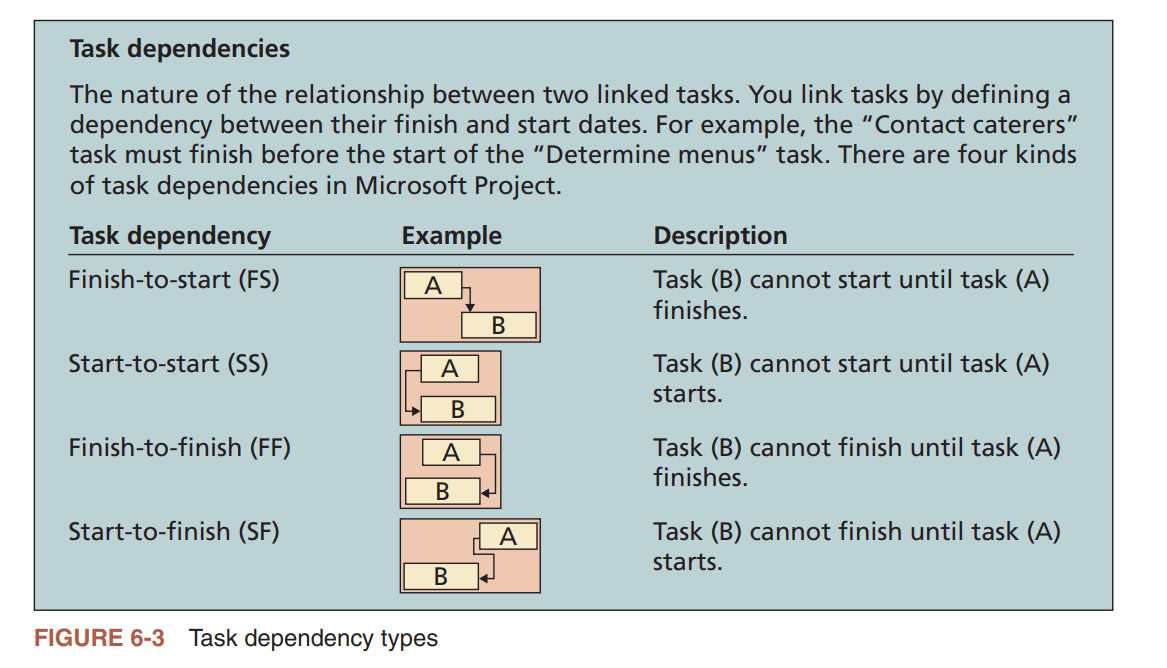 Task dependencies
The nature of the relationship between two linked tasks. You link tasks by defining a
dependency between their finish and start dates. For example, the “Contact caterers”
task must finish before the start of the “Determine menus” task. There are four kinds
of task dependencies in Microsoft Project.
Task dependency Example Description
Finish-to-start (FS) A Task (B) cannot start until task (A)
B finishes.
Start-to-start (SS) A Task (B) cannot start until task (A)
B starts.
Finish-to-finish (FF) A Task (B) cannot finish until task (A)
B finishes.
Start-to-finish (SF) A Task (B) cannot finish until task (A)
B starts.
FIGURE 6-3 Task dependency types